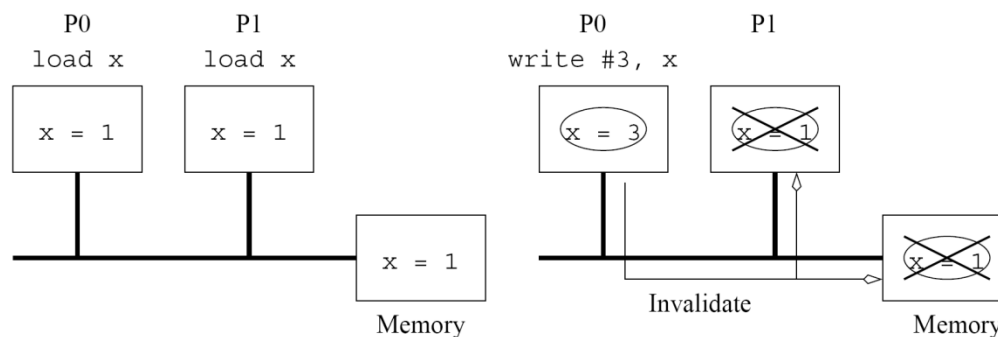 P0 P1 P0 P1
load x load x write #3, x
x = 1 x = 1 x = 3 x = 1
x = 1 x = 1
Invalidate
Memory Memory